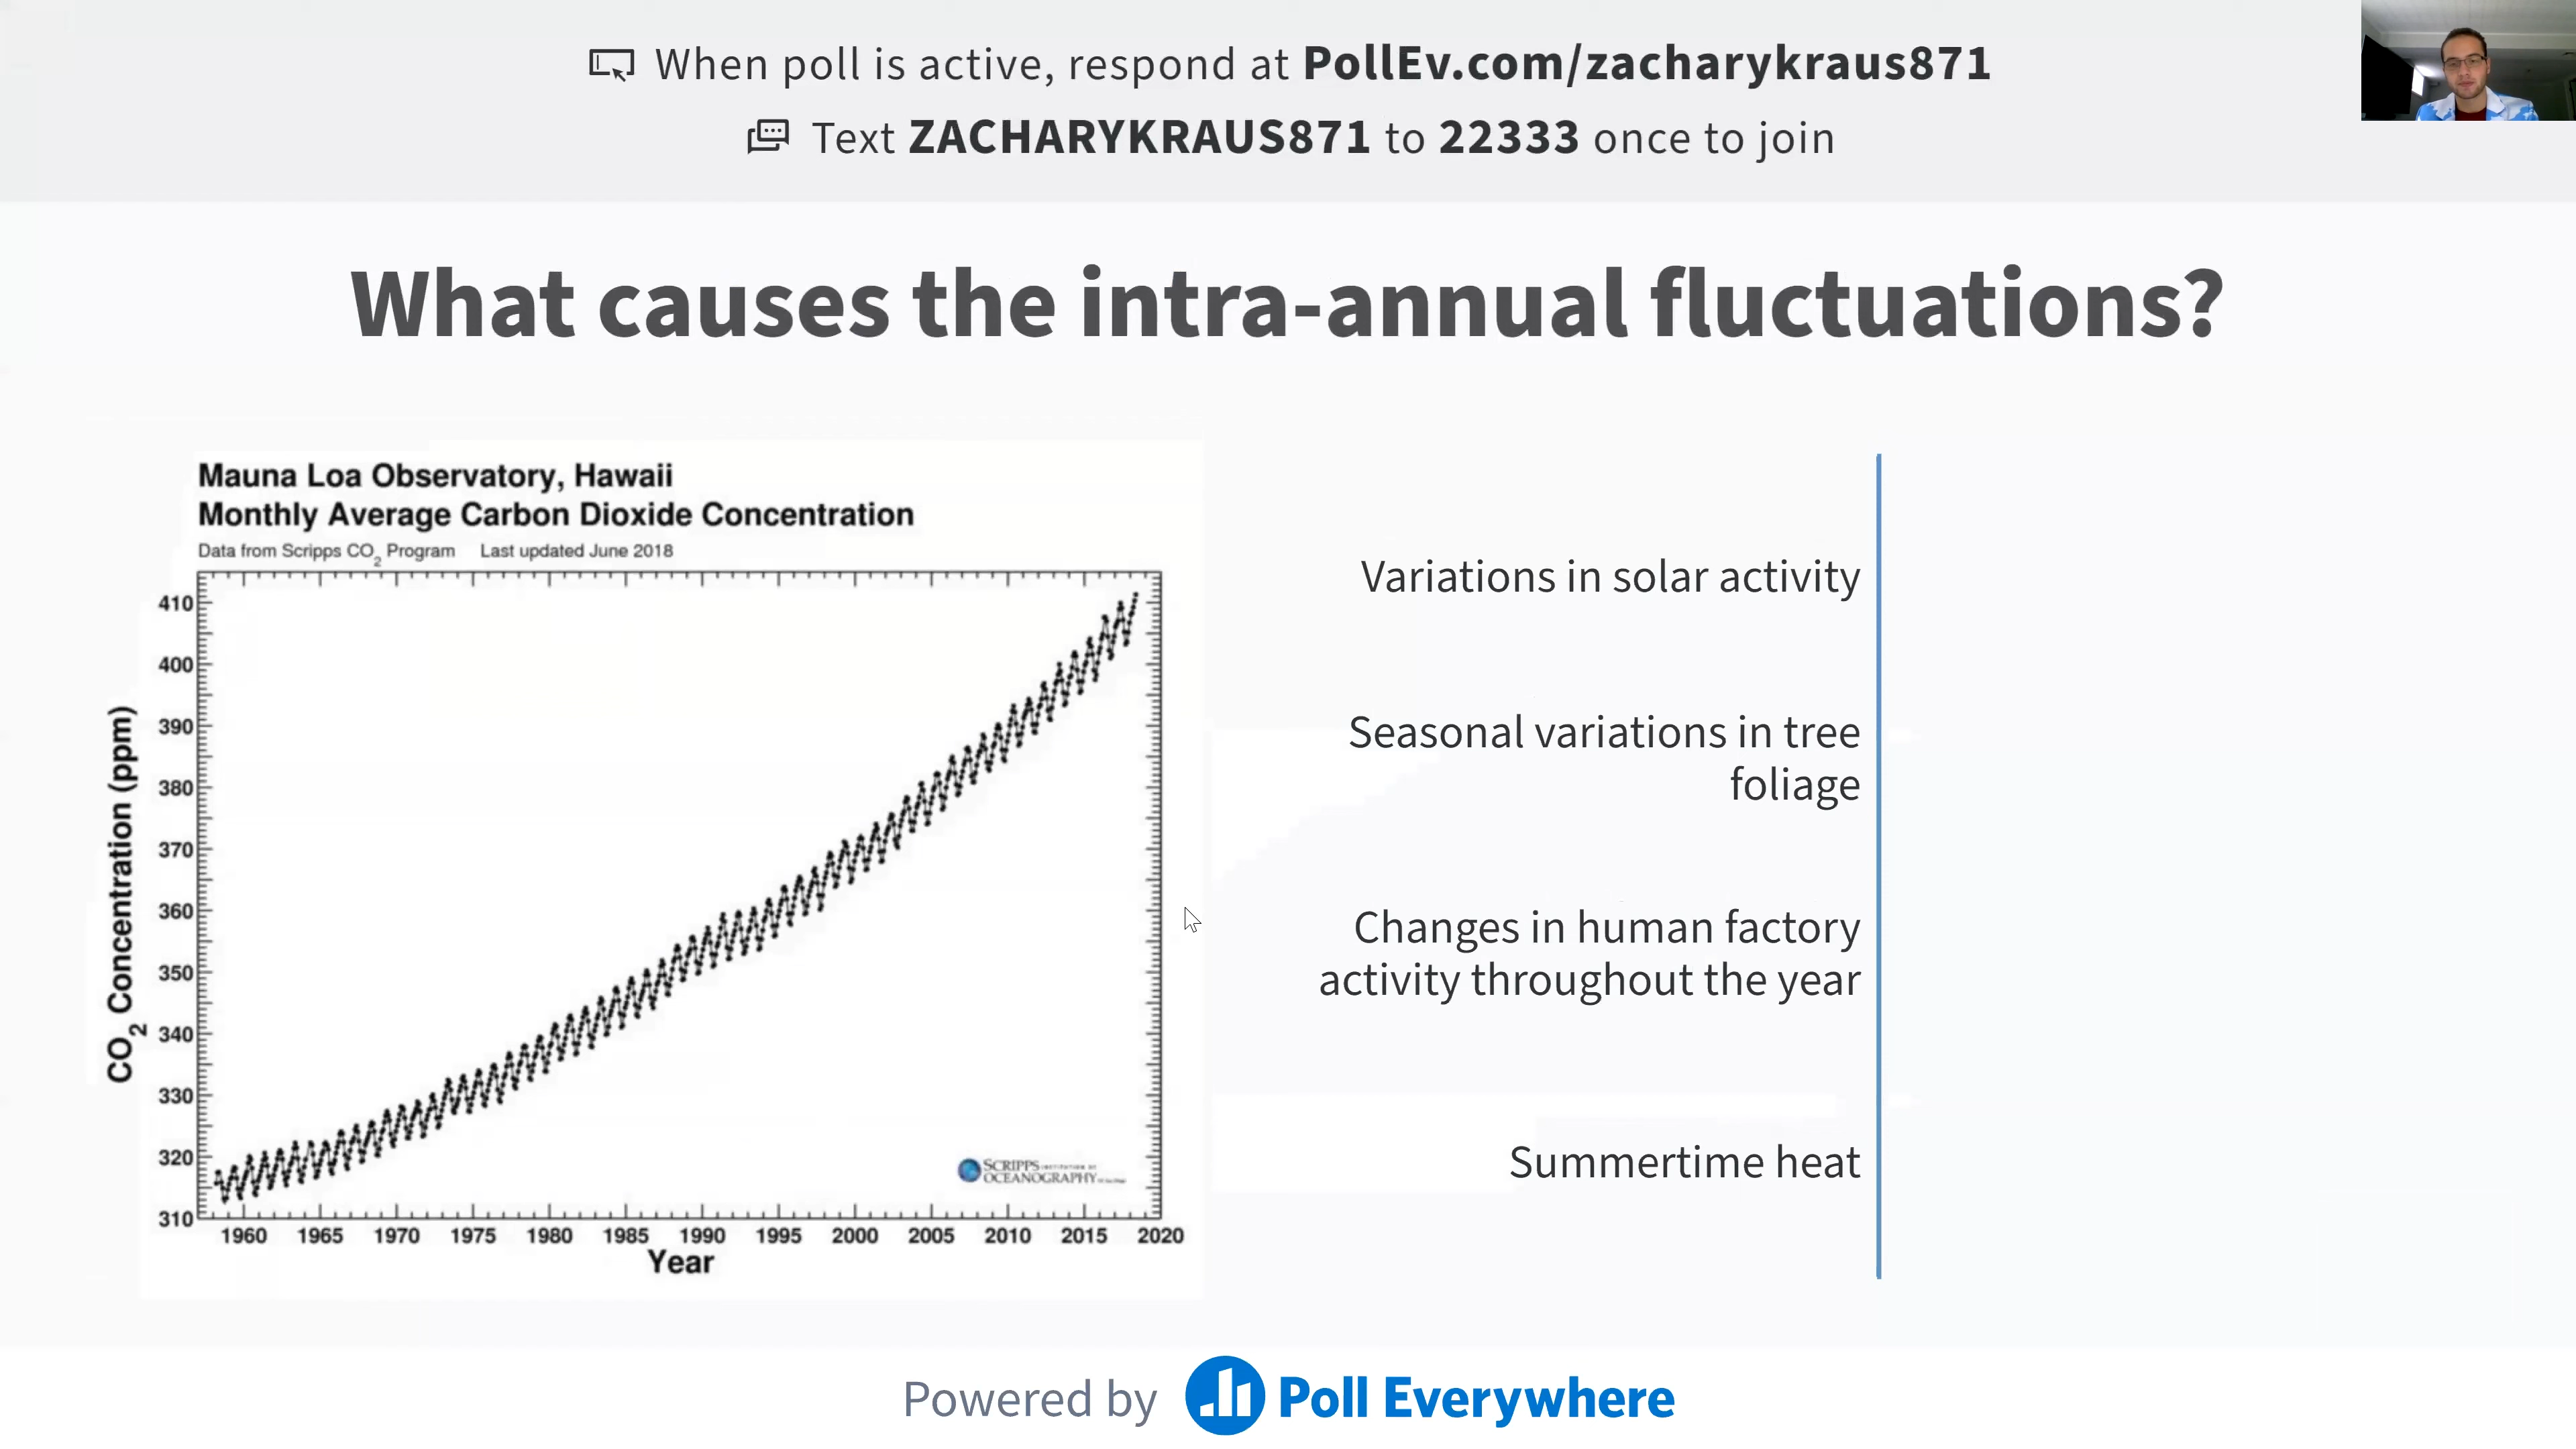 When poll is active, respond at PollEv.com/zacharykraus871
Text ZACHARYKRAUS871 to 22333 once to join
What causes the intra-annual fluctuations?
Mauna Loa Observatory, Hawaii
Monthly Average Carbon Dioxide Concentration
Data from Scripps CO2 Program Last updated June 2018
CO2 Concentration (ppm)
410
400
390
380
370
360
350
340
330
320
310
1960 1965 1970 1975 1980 1985 1990 1995 2000 2005 2010 2015 2020
Year
SCRIPPS INSTITUTION OF
OCEANOGRAPHY
Variations in solar activity
Seasonal variations in tree
foliage
Changes in human factory
activity throughout the year
Summertime heat
Powered by Poll Everywhere